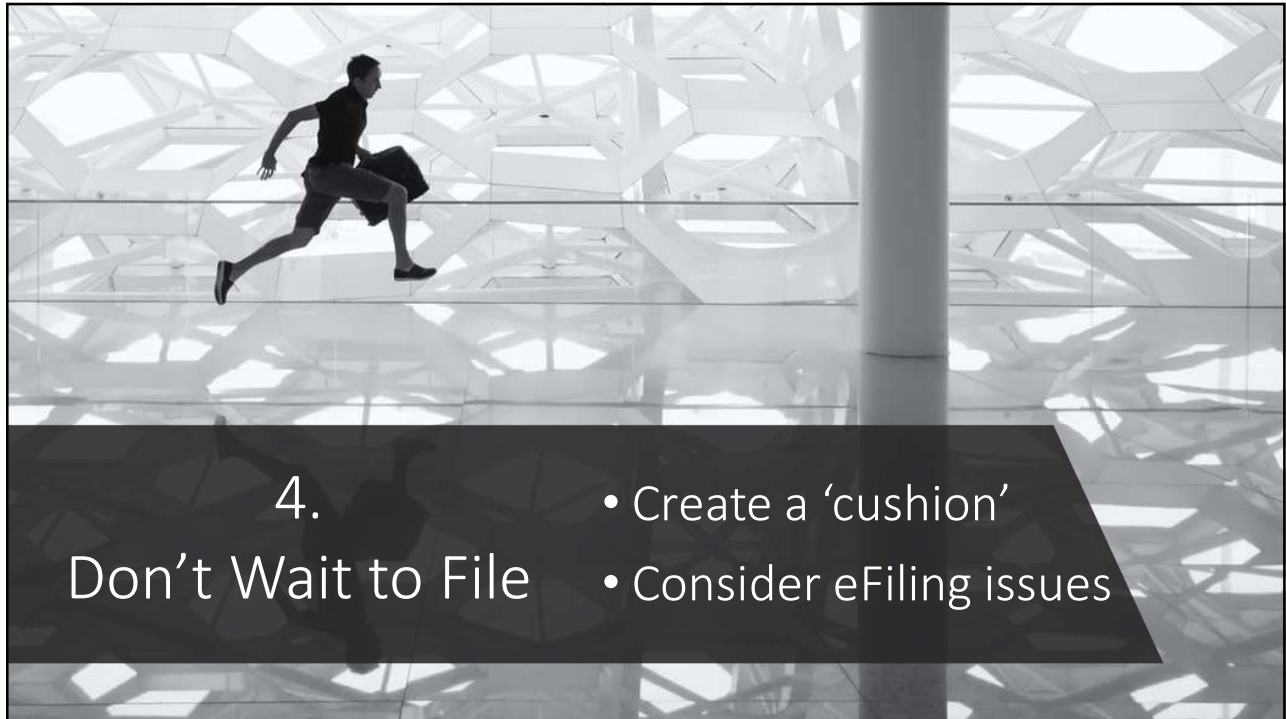 4.
Don’t Wait to File
• Create a ‘cushion’
• Consider eFiling issues